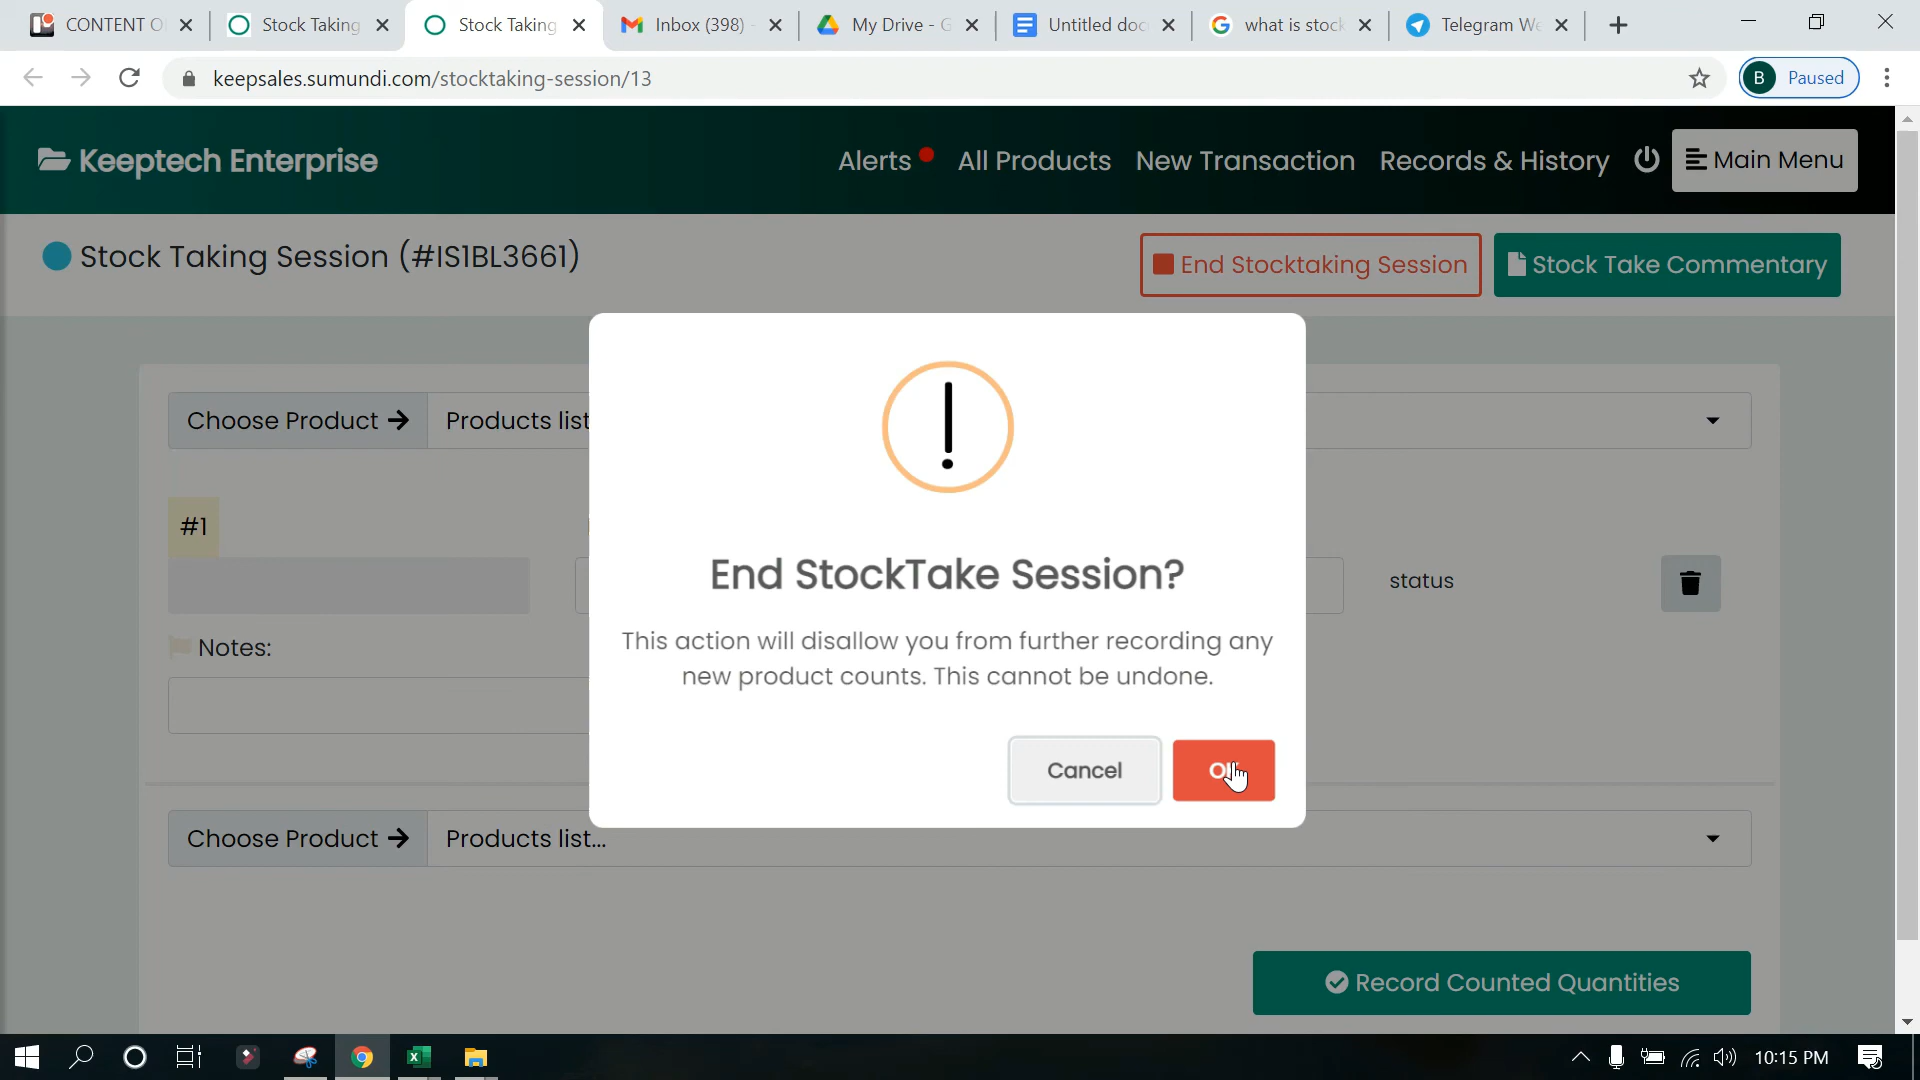 CONTENT O
Stock Taking
Stock Taking
Inbox (398)
My Drive - G
Untitled doc
what is stock
Telegram We
keepsales.sumundi.com/stocktaking-session/13
B
Paused
Keeptech Enterprise
Alerts
All Products
New Transaction
Records & History
Main Menu
Stock Taking Session (#IS1BL3661)
End Stocktaking Session
Stock Take Commentary
Choose Product
Products list
#1
status
Notes:
End StockTake Session?
This action will disallow you from further recording any
new product counts. This cannot be undone.
Cancel
OK
Choose Product
Products list...
Record Counted Quantities
10:15 PM